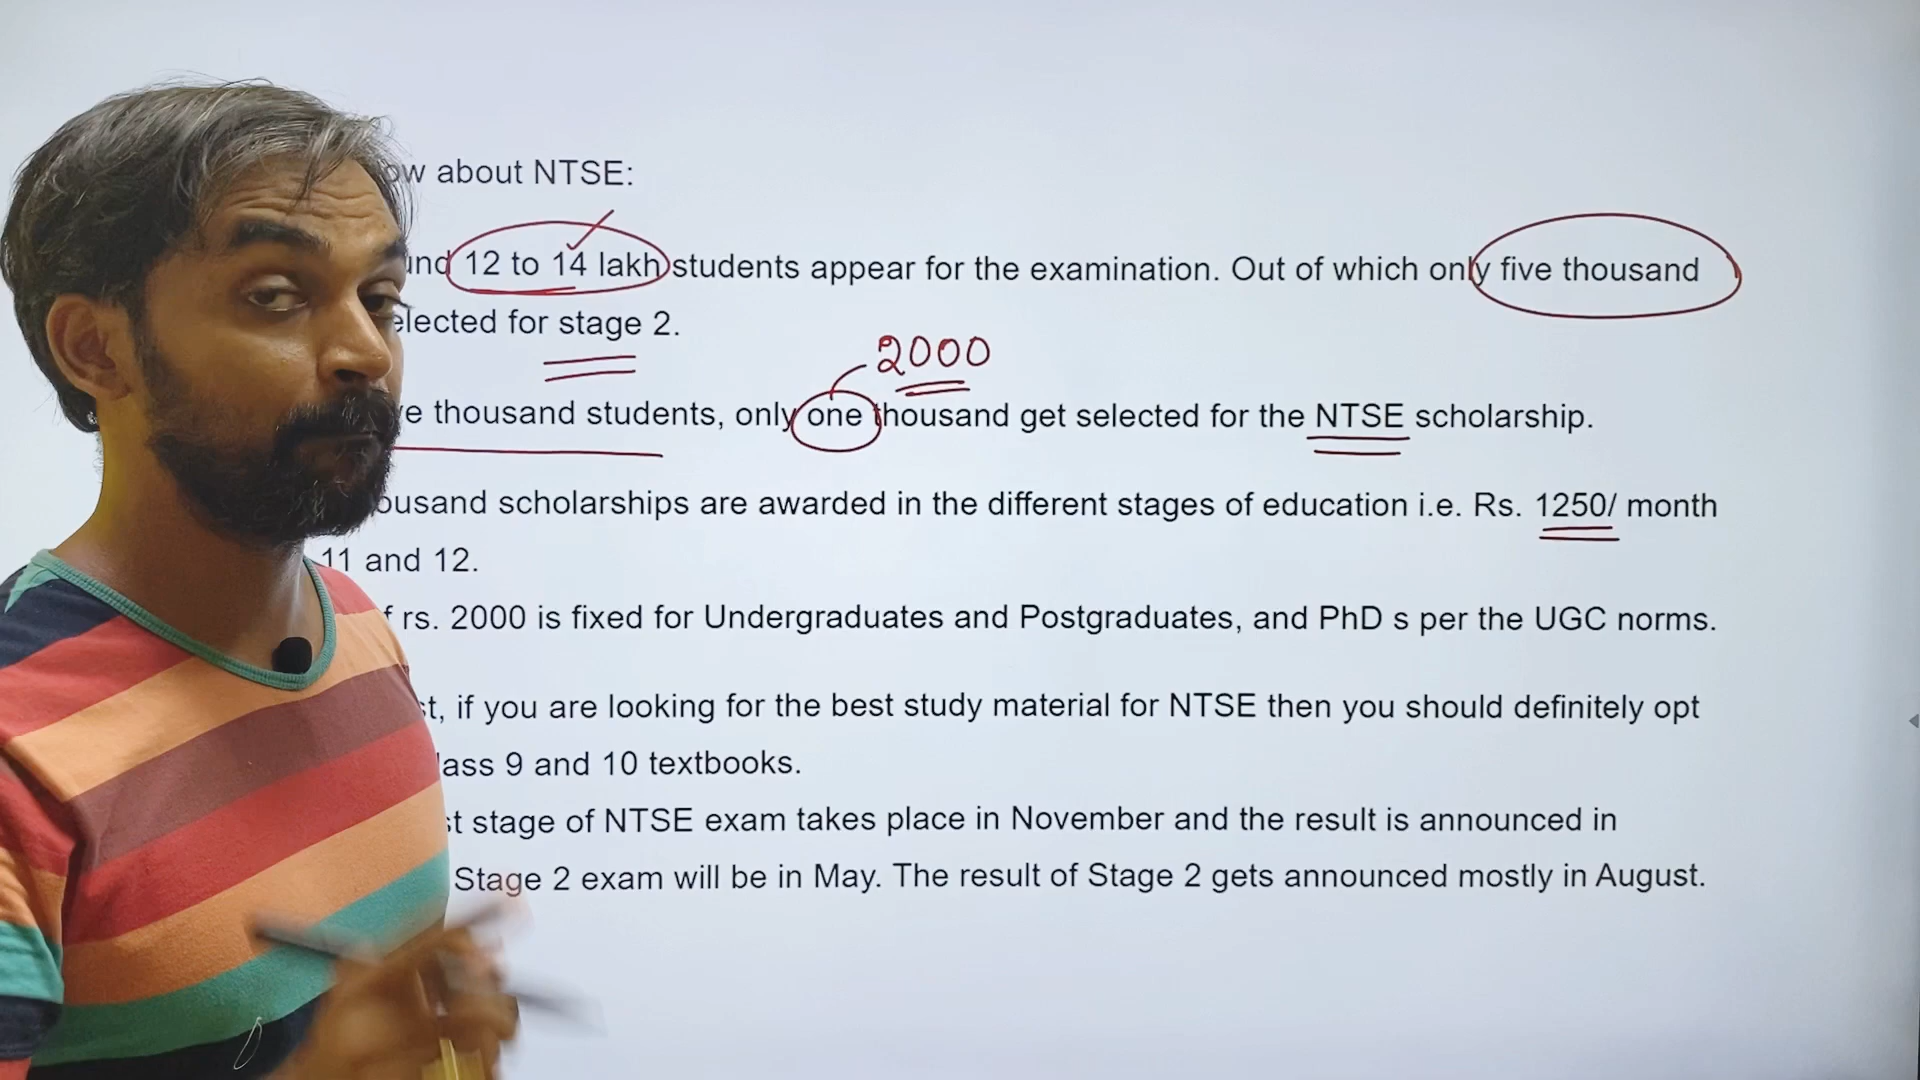 about NTSE:
12 to 14 lakh students appear for the examination. Out of which only five thousand
for stage 2.
2000
thousand students, only one thousand get selected for the NTSE scholarship.
scholarships are awarded in the different stages of education i.e. Rs. 1250/ month
11 and 12.
rs. 2000 is fixed for Undergraduates and Postgraduates, and PhD s per the UGC norms.
if you are looking for the best study material for NTSE then you should definitely opt
9 and 10 textbooks.
stage of NTSE exam takes place in November and the result is announced in
Stage 2 exam will be in May. The result of Stage 2 gets announced mostly in August.